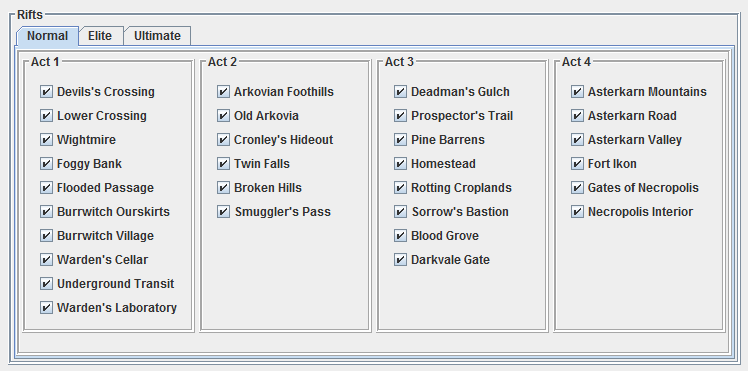 Rifts
Normal Elite Ultimate
Act 1
Devils's Crossing
Lower Crossing
Wightmire
Foggy Bank
Flooded Passage
Burrwitch Ourskirts
Burrwitch Village
Warden's Cellar
Underground Transit
Warden's Laboratory
Act 2
Arkovian Foothills
Old Arkovia
Cronley's Hideout
Twin Falls
Broken Hills
Smuggler's Pass
Act 3
Deadman's Gulch
Prospector's Trail
Pine Barrens
Homestead
Rotting Croplands
Sorrow's Bastion
Blood Grove
Darkvale Gate
Act 4
Asterkarn Mountains
Asterkarn Road
Asterkarn Valley
Fort Ikon
Gates of Necropolis
Necropolis Interior